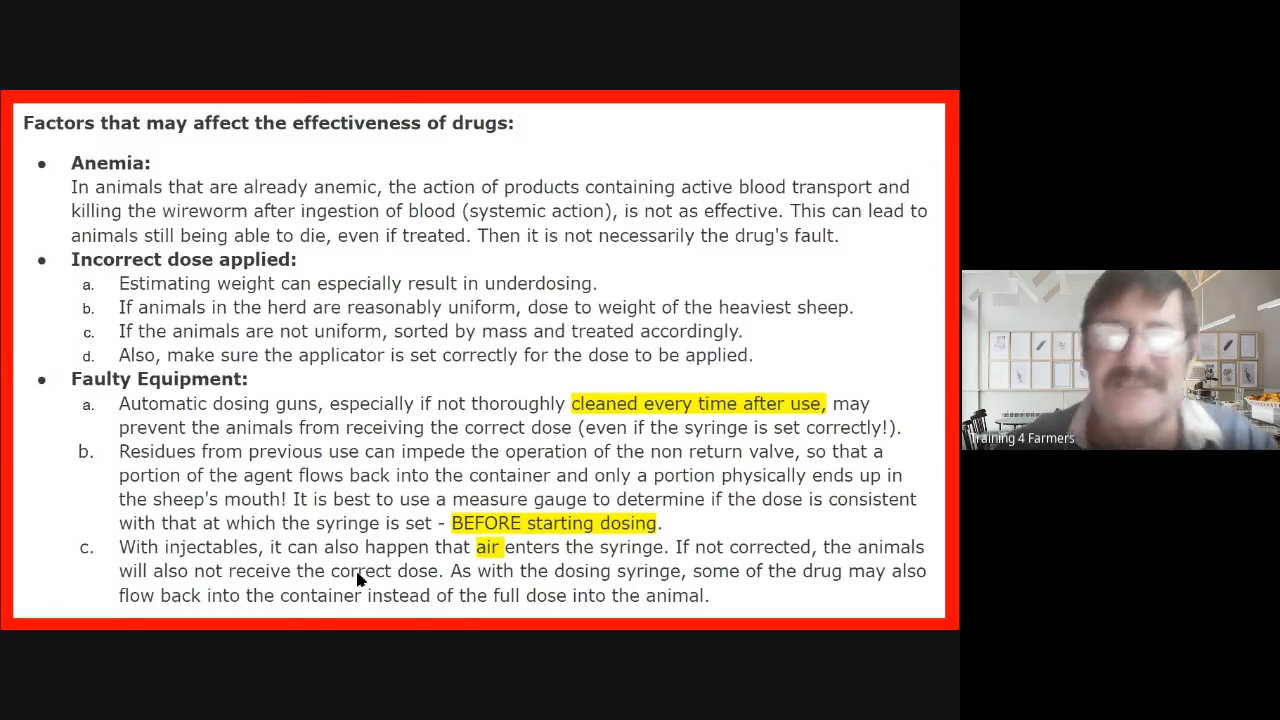 Factors that may affect the effectiveness of drugs:
● Anemia:
In animals that are already anemic, the action of products containing active blood transport and
killing the wireworm after ingestion of blood (systemic action), is not as effective. This can lead to
animals still being able to die, even if treated. Then it is not necessarily the drug's fault.
● Incorrect dose applied:
a. Estimating weight can especially result in underdosing.
b. If animals in the herd are reasonably uniform, dose to weight of the heaviest sheep.
c. If the animals are not uniform, sorted by mass and treated accordingly.
d. Also, make sure the applicator is set correctly for the dose to be applied.
● Faulty Equipment:
a. Automatic dosing guns, especially if not thoroughly cleaned every time after use, may
prevent the animals from receiving the correct dose (even if the syringe is set correctly!).
b. Residues from previous use can impede the operation of the non return valve, so that a
portion of the agent flows back into the container and only a portion physically ends up in
the sheep's mouth! It is best to use a measure gauge to determine if the dose is consistent
with that at which the syringe is set - BEFORE starting dosing.
c. With injectables, it can also happen that air enters the syringe. If not corrected, the animals
will also not receive the correct dose. As with the dosing syringe, some of the drug may also
flow back into the container instead of the full dose into the animal.
Training 4 Farmers